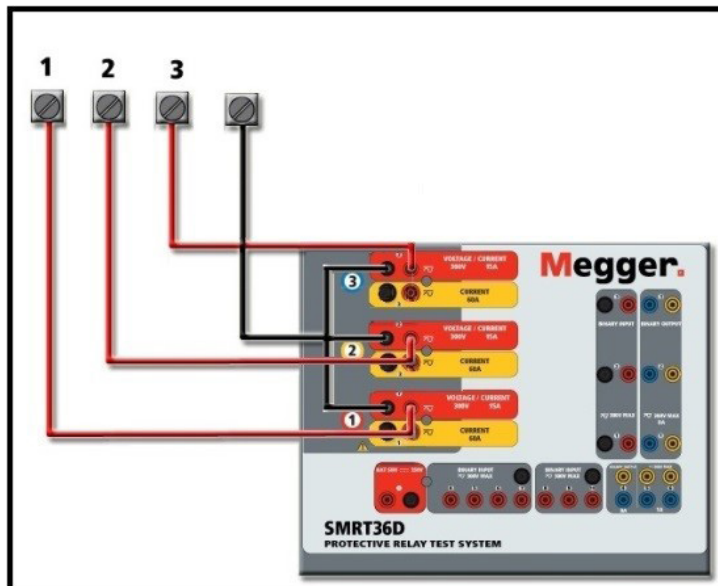 1 2 3
Megger.
VOLTAGE / CURRENT
300V 15A
3
CURRENT
60A
BINARY INPUT BINARY OUTPUT
VOLTAGE / CURRENT
300V 15A
2
CURRENT
60A
300V MAX 300V MAX
VOLTAGE / CURRENT
300V 15A
1
CURRENT
60A
BINARY INPUT
300V MAX
BINARY INPUT
300V MAX
SMRT36D
PROTECTIVE RELAY TEST SYSTEM